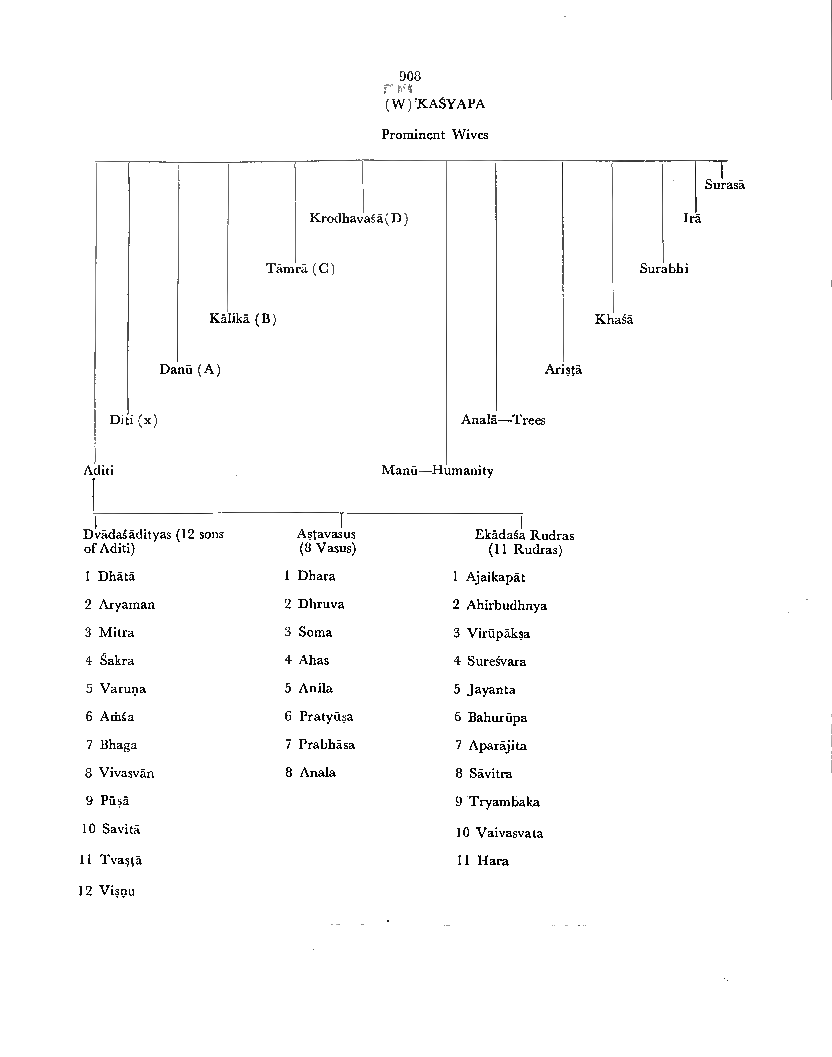 908
(W) KAŚYAPA
Prominent Wives
Surasā
Krodhavaśā(D)
Irā
Tāmrā (C)
Surabhi
Kālikā (B)
Khaśā
Danū (A)
Ariṣṭā
Diti (x)
Analā—Trees
Aditi
Manū—Humanity
Dvādaśādityas (12 sons
of Aditi)
1 Dhātā
2 Aryaman
3 Mitra
4 Śakra
5 Varuṇa
6 Aṁśa
7 Bhaga
8 Vivasvān
9 Pūṣā
10 Savitā
11 Tvaṣṭā
12 Viṣṇu
Aṣṭavasus
(8 Vasus)
1 Dhara
2 Dhruva
3 Soma
4 Ahas
5 Anila
6 Pratyūṣa
7 Prabhāsa
8 Anala
Ekādaśa Rudras
(11 Rudras)
1 Ajaikapāt
2 Ahirbudhnya
3 Virūpākṣa
4 Sureśvara
5 Jayanta
6 Bahurūpa
7 Aparājita
8 Sāvitra
9 Tryambaka
10 Vaivasvata
11 Hara